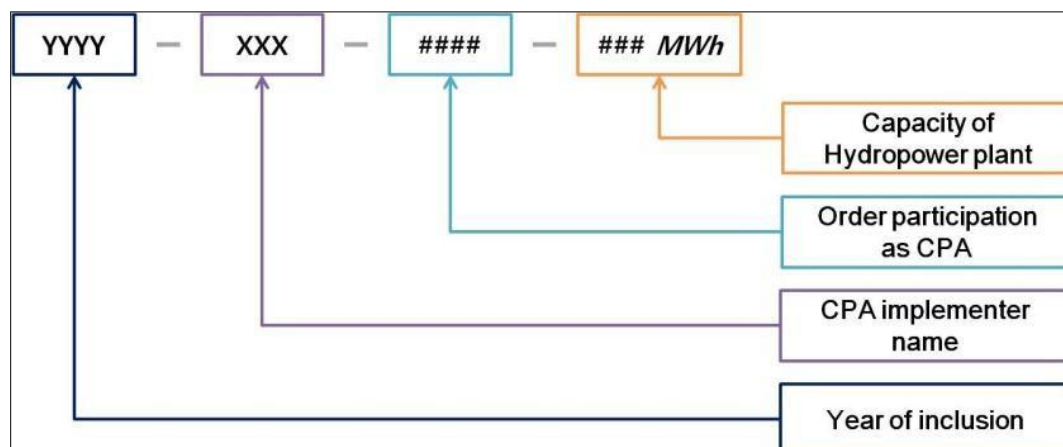 YYYY – XXX – #### – ### MWh
Capacity of
Hydropower plant
Order participation
as CPA
CPA implementer
name
Year of inclusion